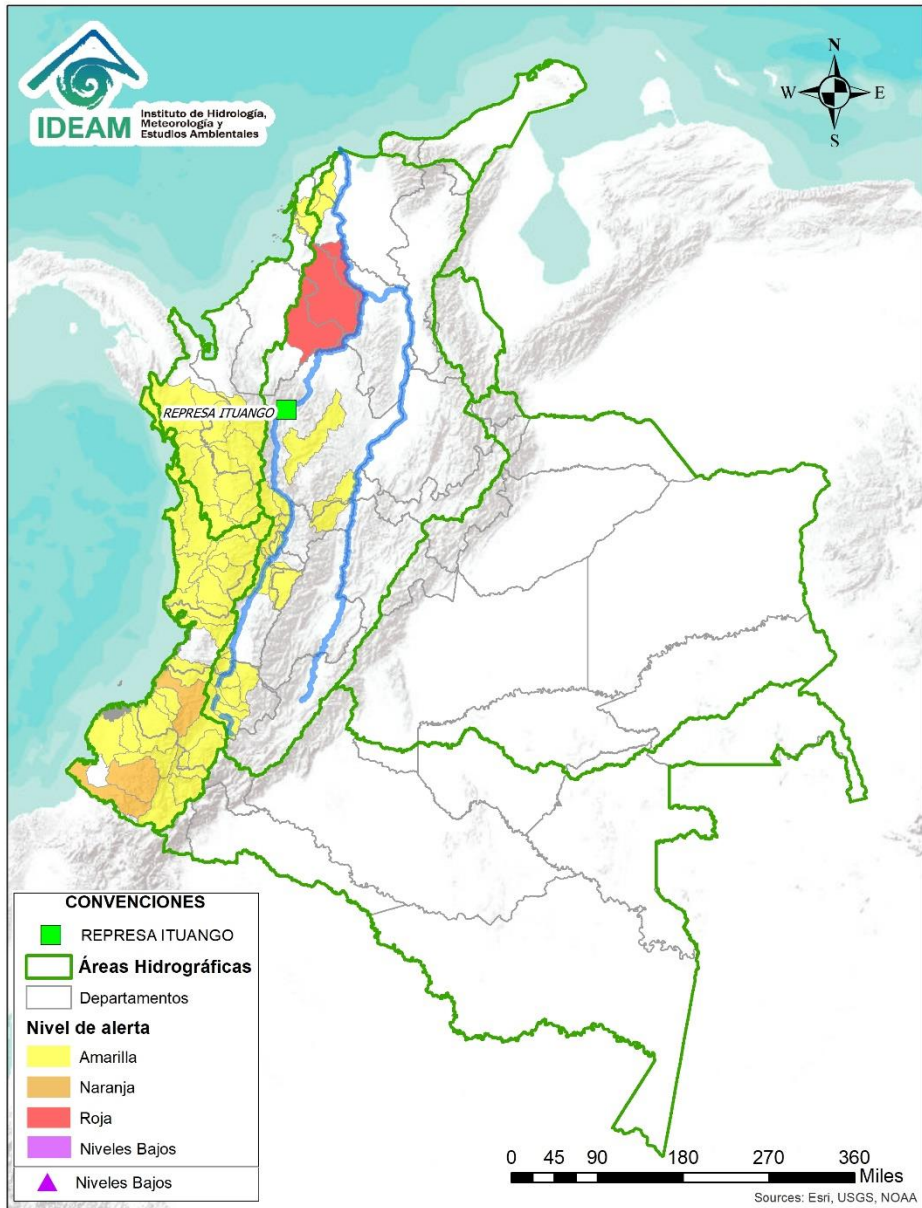 IDEAM
Instituto de Hidrología,
Meteorología y
Estudios Ambientales
N
W
E
S
REPRESA ITUANGO
CONVENCIONES
REPRESA ITUANGO
Áreas Hidrográficas
Departamentos
Nivel de alerta
Amarilla
Naranja
Roja
Niveles Bajos
Niveles Bajos
0 45 90 180 270 360
Miles
Sources: Esri, USGS, NOAA